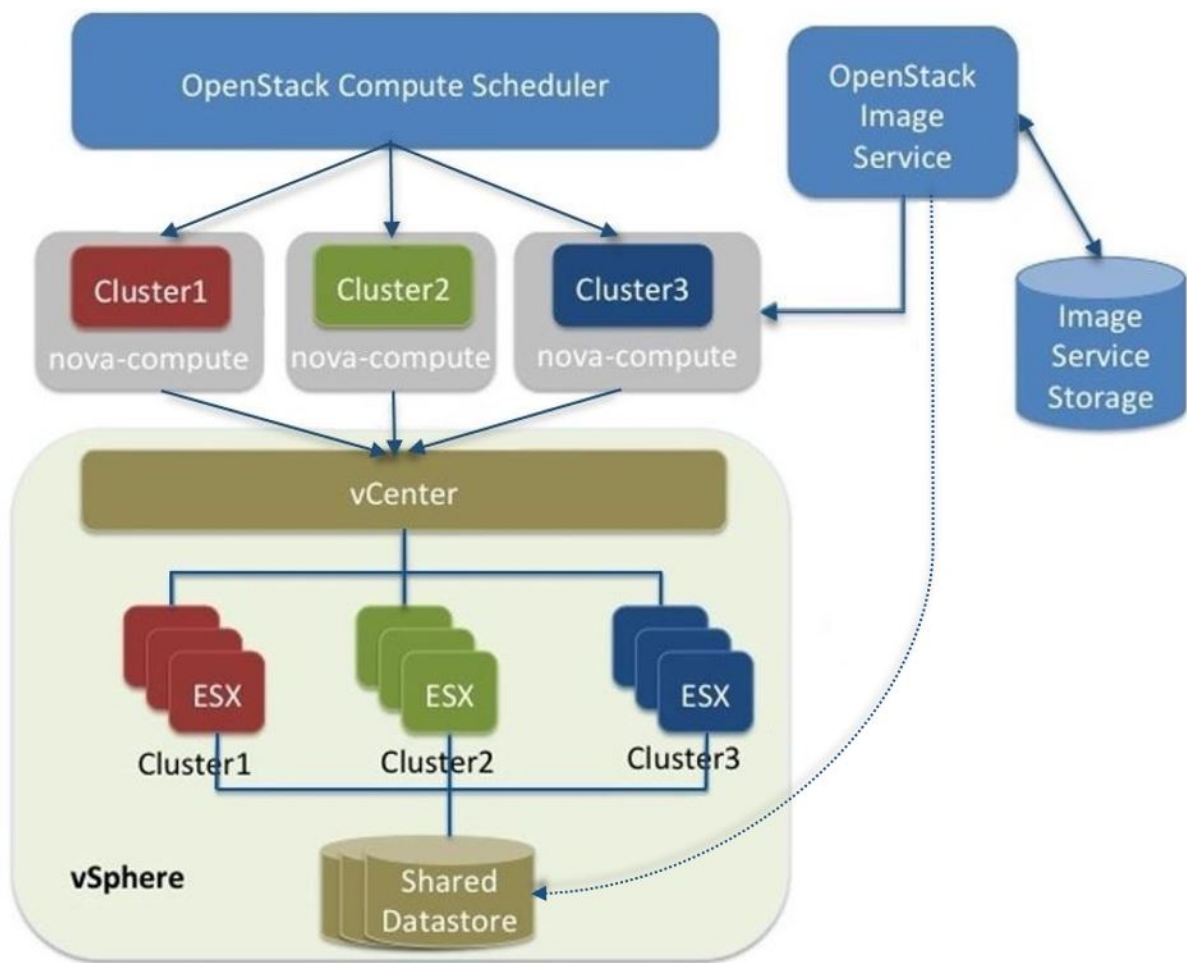 OpenStack Compute Scheduler
OpenStack
Image
Service
Cluster1
nova-compute
Cluster2
nova-compute
Cluster3
nova-compute
Image
Service
Storage
vCenter
ESX
Cluster1
ESX
Cluster2
ESX
Cluster3
vSphere
Shared
Datastore